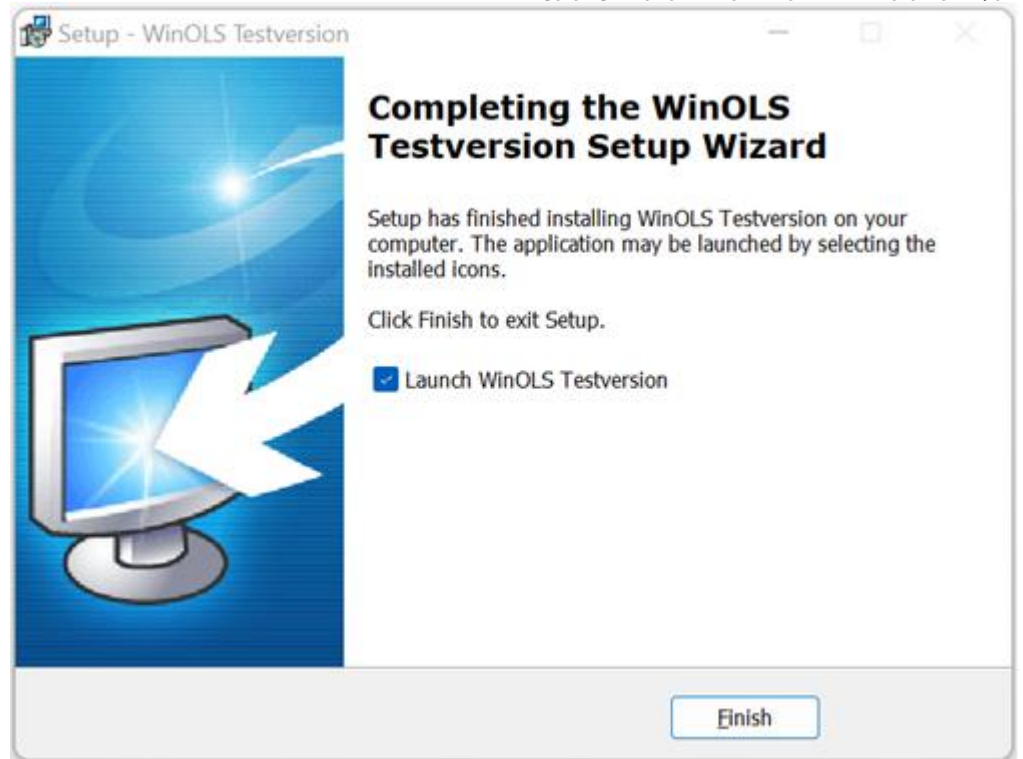 Setup - WinOLS Testversion
Completing the WinOLS
Testversion Setup Wizard
Setup has finished installing WinOLS Testversion on your
computer. The application may be launched by selecting the
installed icons.
Click Finish to exit Setup.
Launch WinOLS Testversion
Finish